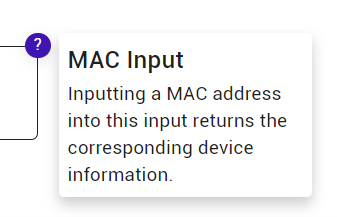 ?
MAC Input
Inputting a MAC address
into this input returns the
corresponding device
information.